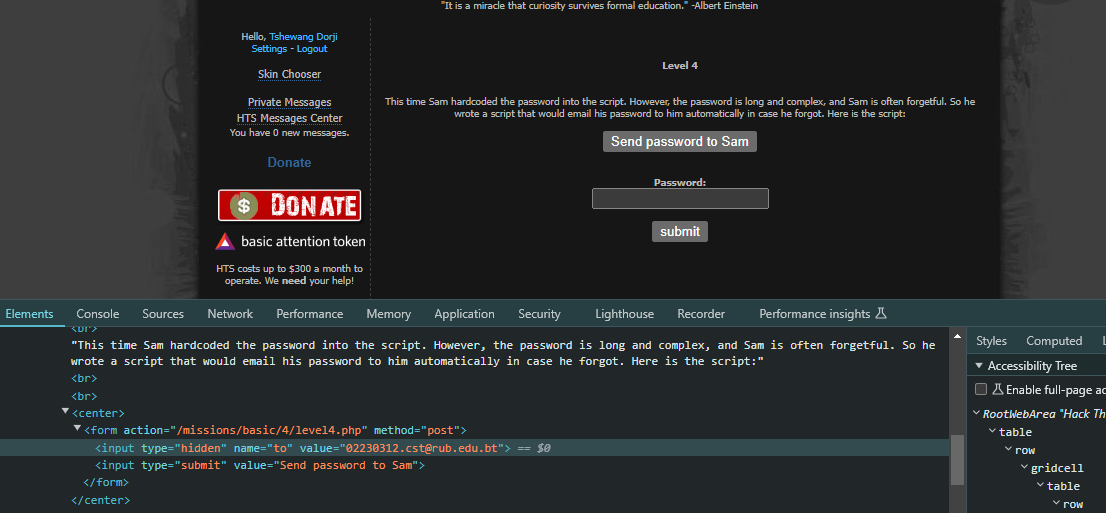 "It is a miracle that curiosity survives formal education." -Albert Einstein
Hello, Tshewang Dorji
Settings - Logout
Skin Chooser
Private Messages
HTS Messages Center
You have 0 new messages.
Donate
$ DONATE
basic attention token
HTS costs up to $300 a month to
operate. We need your help!
Level 4
This time Sam hardcoded the password into the script. However, the password is long and complex, and Sam is often forgetful. So he
wrote a script that would email his password to him automatically in case he forgot. Here is the script:
Send password to Sam
Password:
submit
Elements Console Sources Network Performance Memory Application Security Lighthouse Recorder Performance insights
<br>
"This time Sam hardcoded the password into the script. However, the password is long and complex, and Sam is often forgetful. So he
wrote a script that would email his password to him automatically in case he forgot. Here is the script:"
<br>
<br>
<center>
<form action="/missions/basic/4/level4.php" method="post">
<input type="hidden" name="to" value="02230312.cst@rub.edu.bt"> == $0
<input type="submit" value="Send password to Sam">
</form>
</center>
Styles Computed
Accessibility Tree
Enable full-page
RootWebArea "Hack
table
row
gridcell
table
row